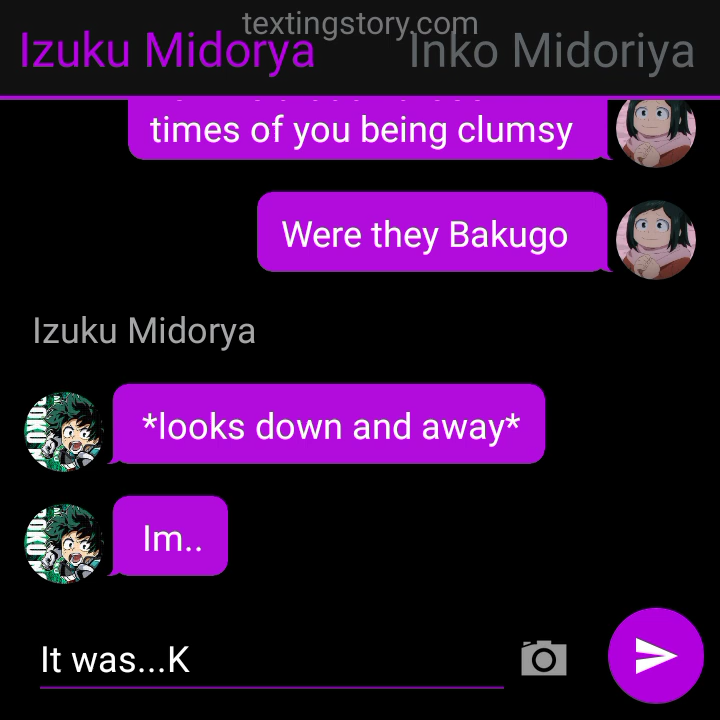 textingstory.com
Izuku Midorya
Inko Midoriya
times of you being clumsy
Were they Bakugo
Izuku Midorya
*looks down and away*
Im..
It was...K